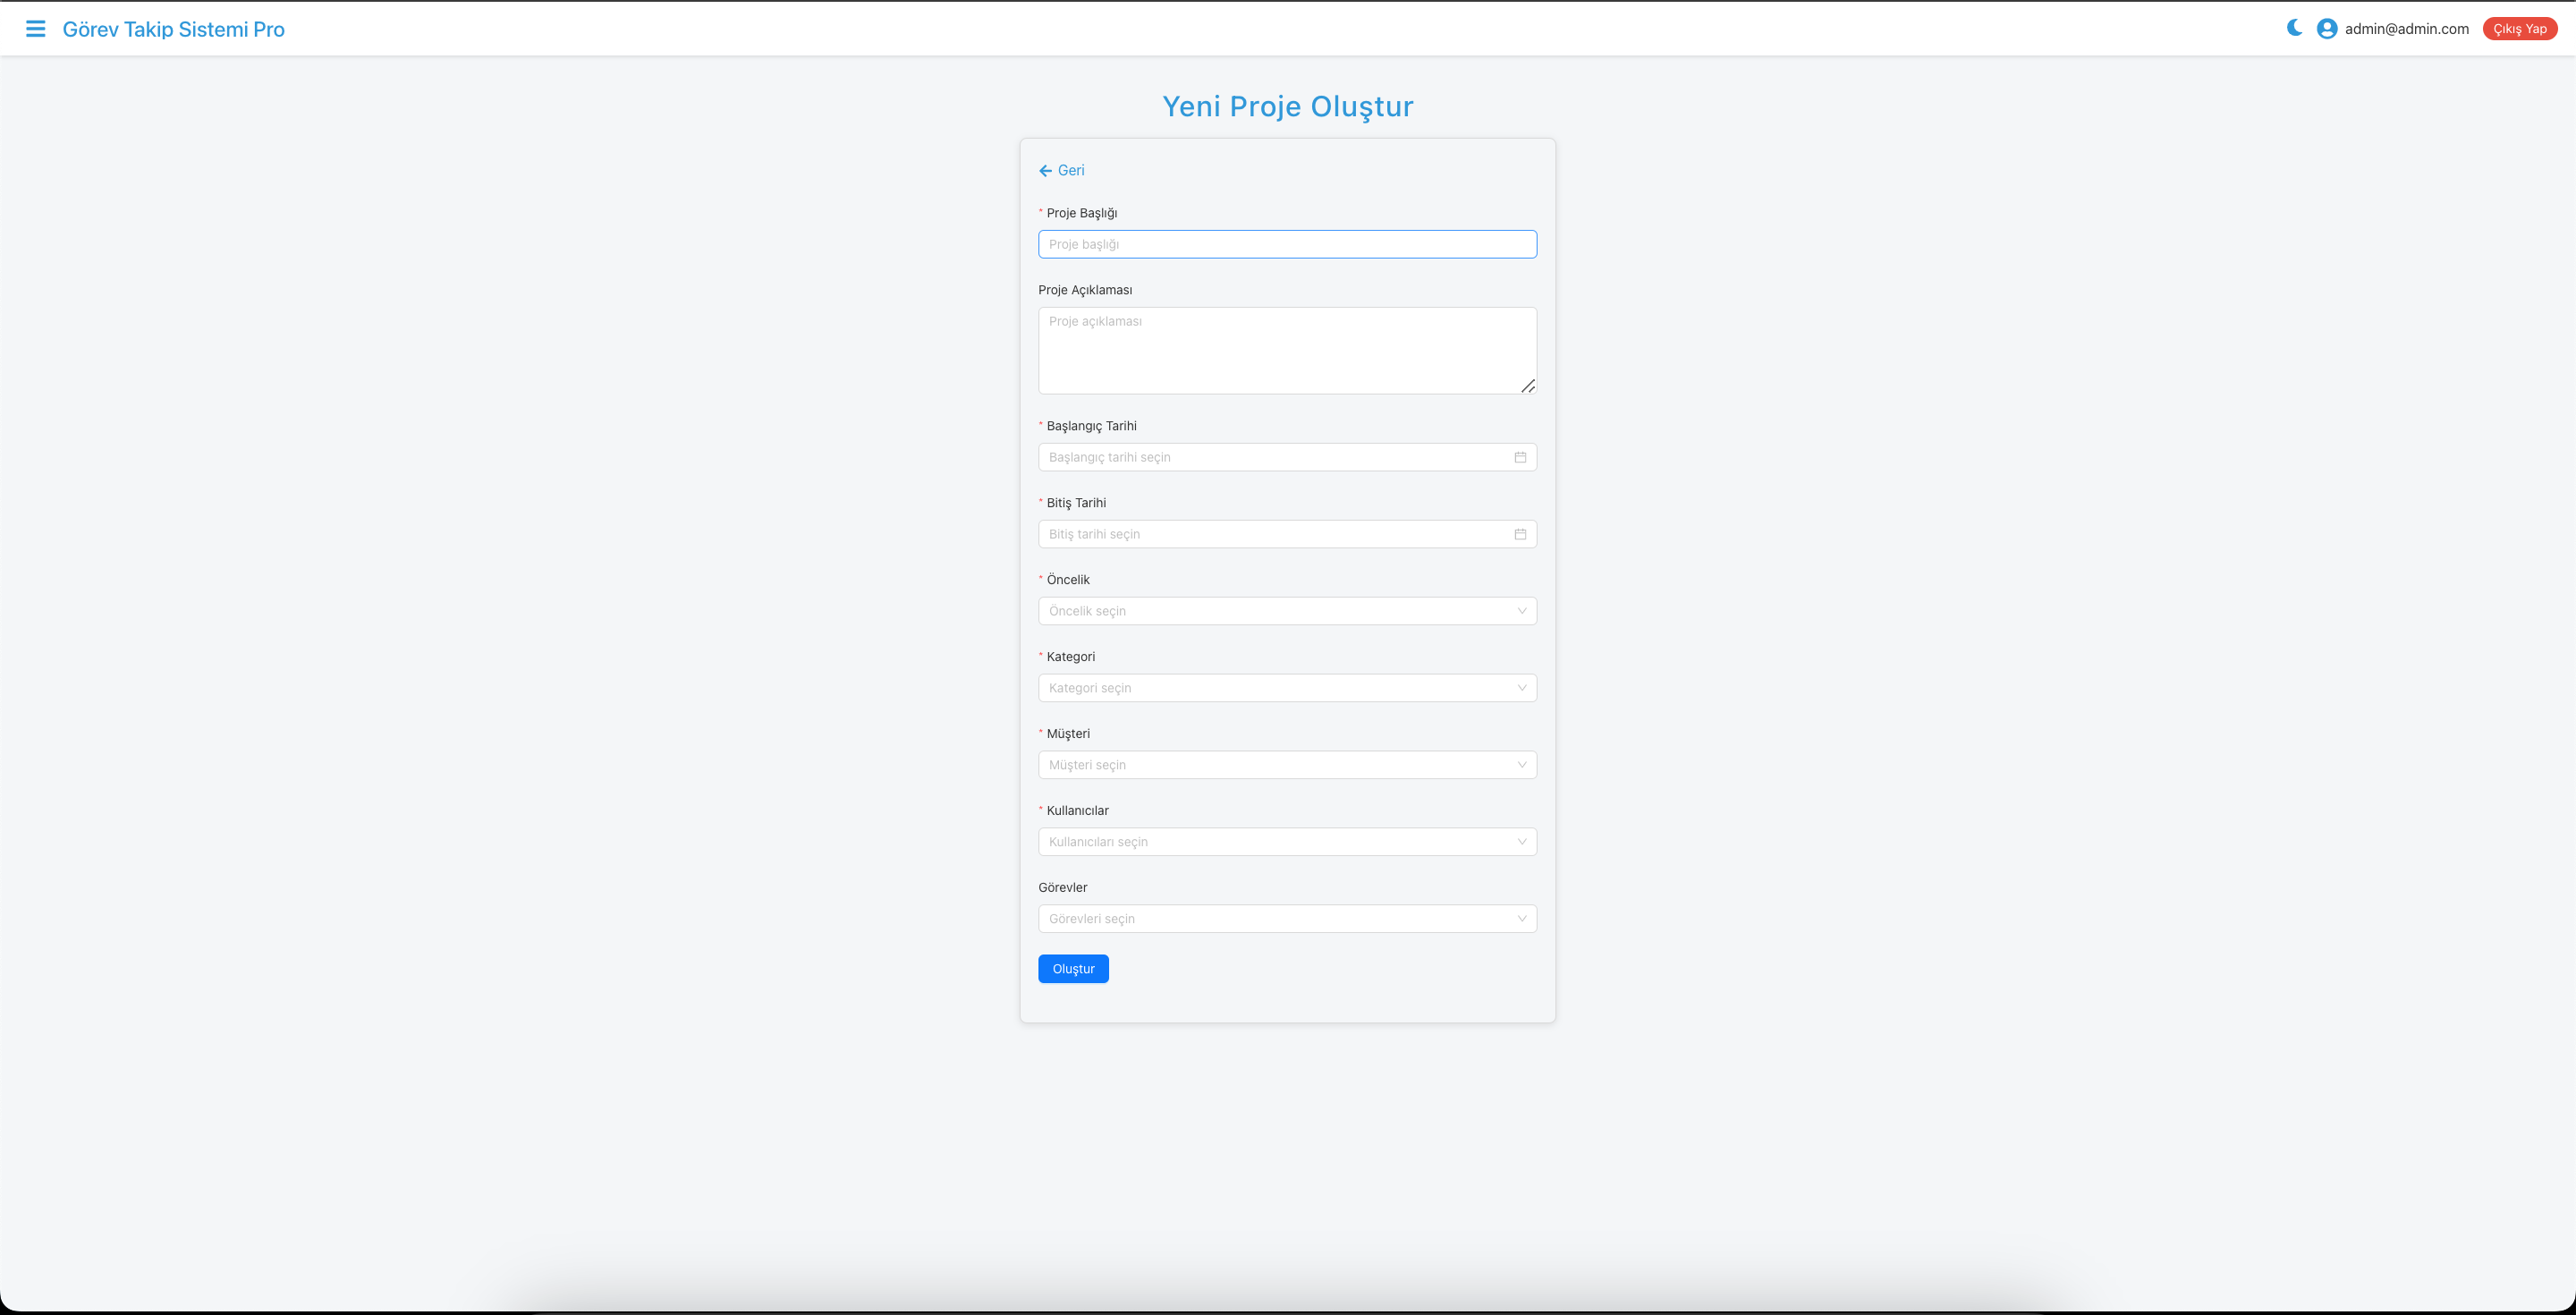 Görev Takip Sistemi Pro
admin@admin.com
Çıkış Yap
Yeni Proje Oluştur
Geri
* Proje Başlığı
Proje başlığı
Proje Açıklaması
Proje açıklaması
* Başlangıç Tarihi
Başlangıç tarihi seçin
* Bitiş Tarihi
Bitiş tarihi seçin
* Öncelik
Öncelik seçin
* Kategori
Kategori seçin
* Müşteri
Müşteri seçin
* Kullanıcılar
Kullanıcıları seçin
Görevler
Görevleri seçin
Oluştur